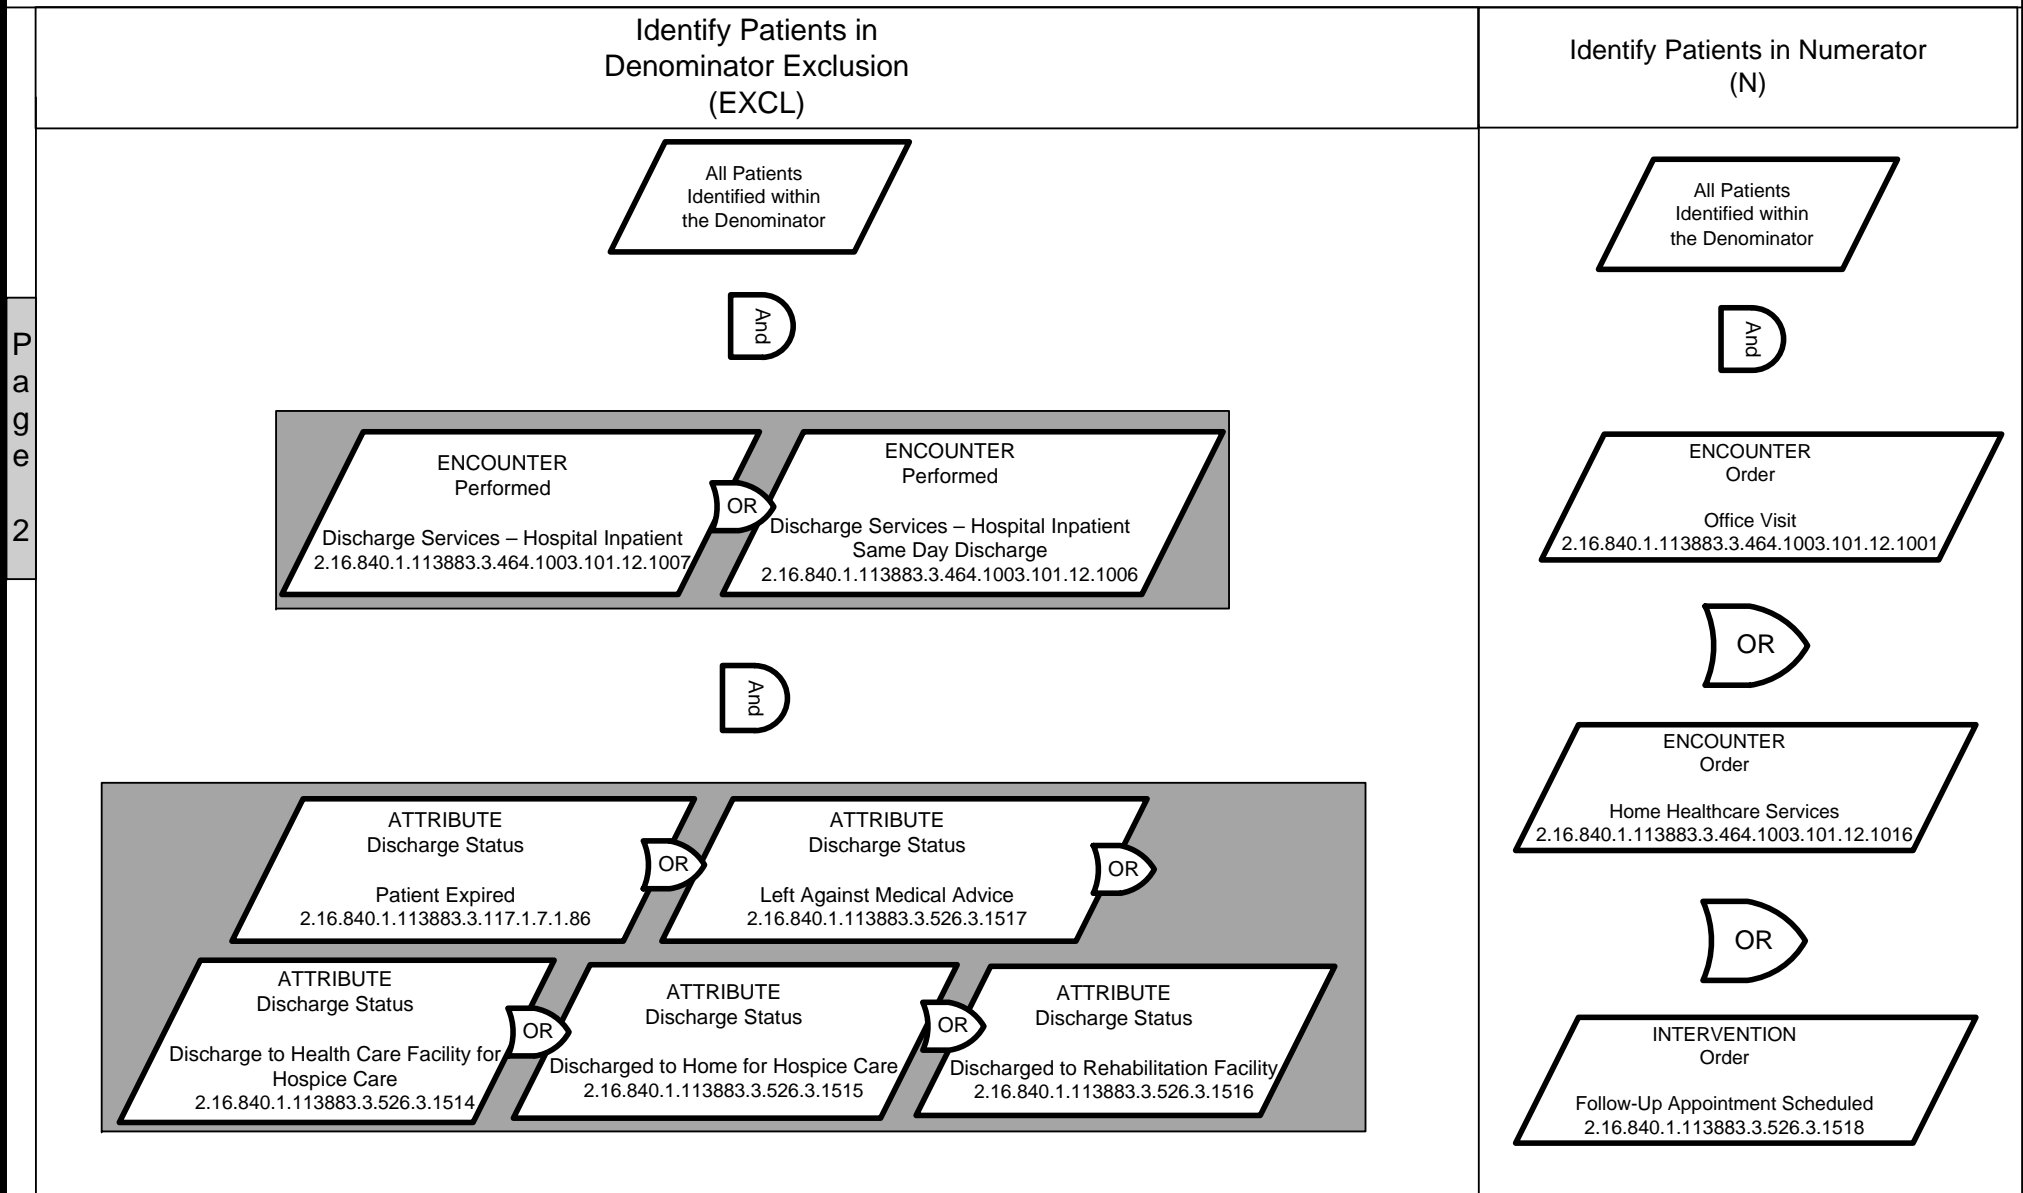 Identify Patients in
Denominator Exclusion
(EXCL)
Identify Patients in Numerator
(N)
P
a
g
e
2
All Patients
Identified within
the Denominator
And
ENCOUNTER
Performed
Discharge Services – Hospital Inpatient
2.16.840.1.113883.3.464.1003.101.12.1007
OR
ENCOUNTER
Performed
Discharge Services – Hospital Inpatient
Same Day Discharge
2.16.840.1.113883.3.464.1003.101.12.1006
And
ATTRIBUTE
Discharge Status
Patient Expired
2.16.840.1.113883.3.117.1.7.1.86
OR
ATTRIBUTE
Discharge Status
Left Against Medical Advice
2.16.840.1.113883.3.526.3.1517
OR
ATTRIBUTE
Discharge Status
Discharge to Health Care Facility for
Hospice Care
2.16.840.1.113883.3.526.3.1514
OR
ATTRIBUTE
Discharge Status
Discharged to Home for Hospice Care
2.16.840.1.113883.3.526.3.1515
OR
ATTRIBUTE
Discharge Status
Discharged to Rehabilitation Facility
2.16.840.1.113883.3.526.3.1516
All Patients
Identified within
the Denominator
And
ENCOUNTER
Order
Office Visit
2.16.840.1.113883.3.464.1003.101.12.1001
OR
ENCOUNTER
Order
Home Healthcare Services
2.16.840.1.113883.3.464.1003.101.12.1016
OR
INTERVENTION
Order
Follow-Up Appointment Scheduled
2.16.840.1.113883.3.526.3.1518